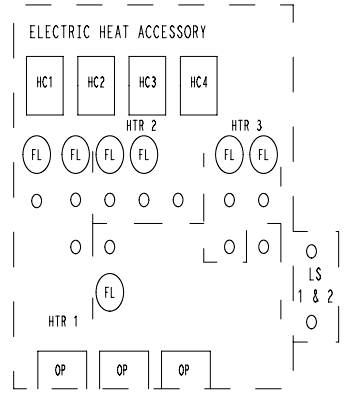 ELECTRIC HEAT ACCESSORY
HC1 HC2 HC3 HC4
HTR 2 HTR 3
FL FL FL FL FL FL
LS
1 & 2
FL
HTR 1
OP OP OP